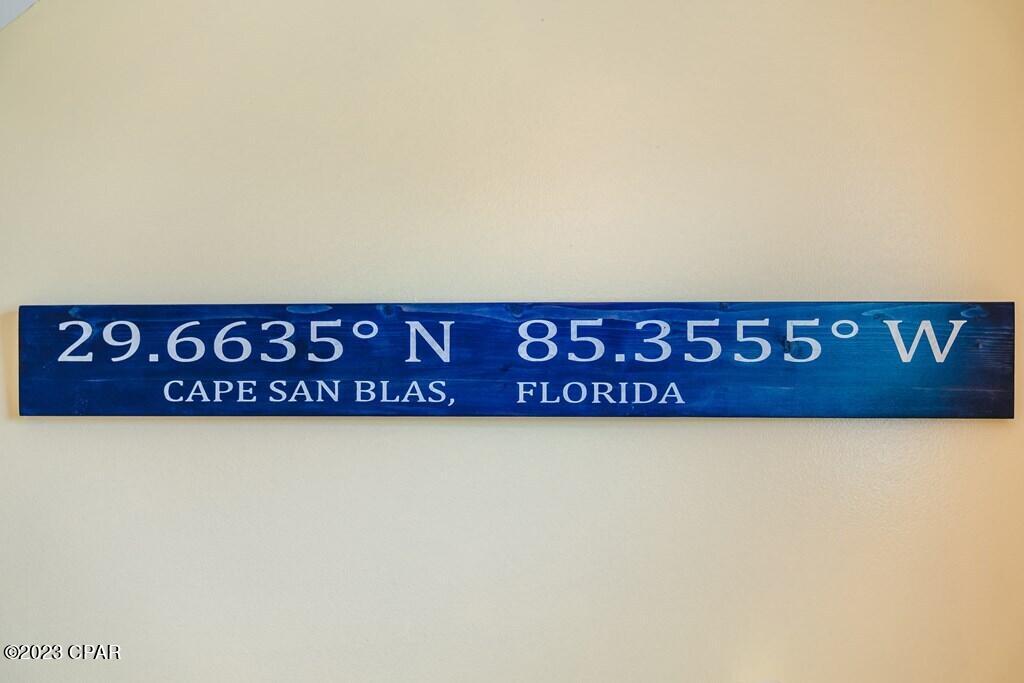 29.6635° N 85.3555° W
CAPE SAN BLAS, FLORIDA
©2023 CPAR